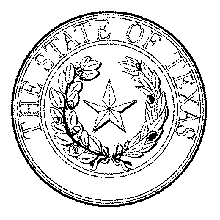 THE STATE OF TEXAS